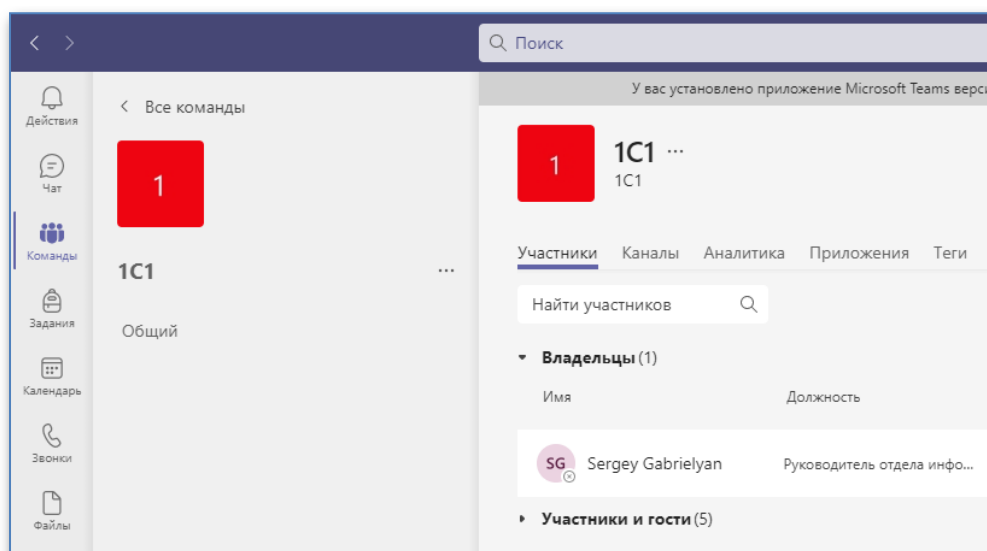 Поиск
У вас установлено приложение Microsoft Teams
Действия
Чат
Команды
Задания
Календарь
Звонки
Файлы
Все команды
1
1C1
...
Общий
1
1C1 ...
1C1
Участники Каналы Аналитика Приложения Теги
Найти участников
Владельцы (1)
Имя Должность
SG Sergey Gabrielyan Руководитель отдела инфо...
Участники и гости (5)